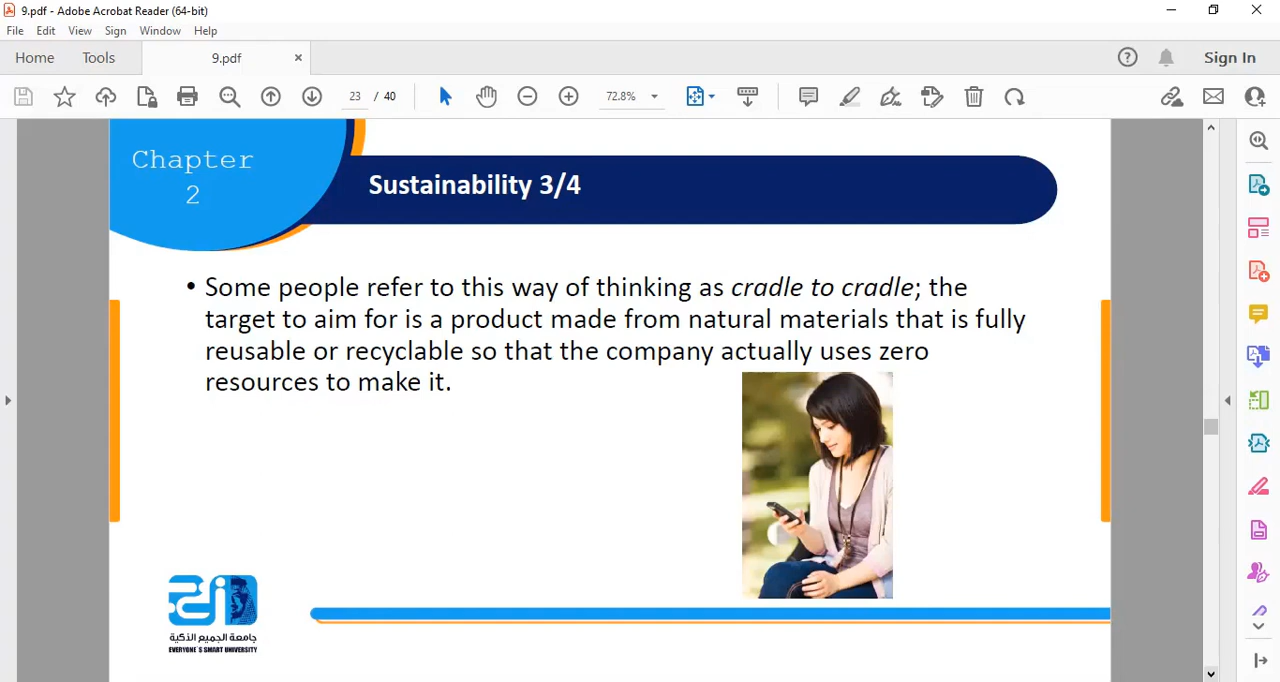 9.pdf - Adobe Acrobat Reader (64-bit)
File Edit View Sign Window Help
Home Tools 9.pdf × Sign In
23 / 40 72.8%
Chapter
2
Sustainability 3/4
• Some people refer to this way of thinking as cradle to cradle; the
target to aim for is a product made from natural materials that is fully
reusable or recyclable so that the company actually uses zero
resources to make it.
جامعة الجميع الذكية
EVERYONE`S SMART UNIVERSITY